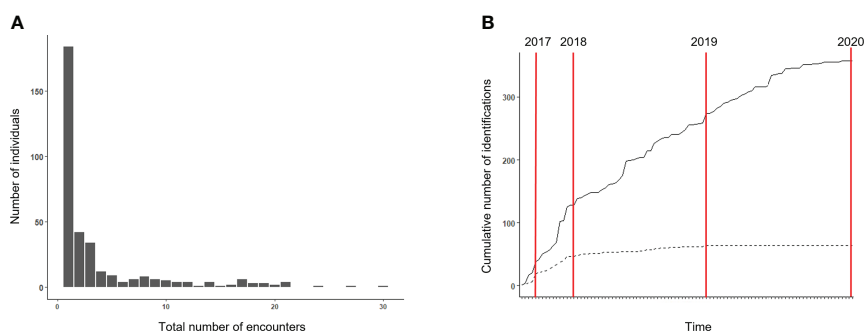 A
Number of individuals
150
100
50
0
0
10
20
30
Total number of encounters
B
2017 2018 2019 2020
Cumulative number of identifications
300
200
100
0
Time